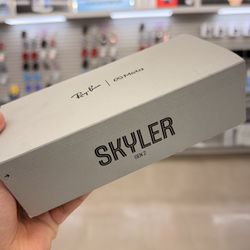 Ray-Ban | Meta
SKYLER
GEN 2